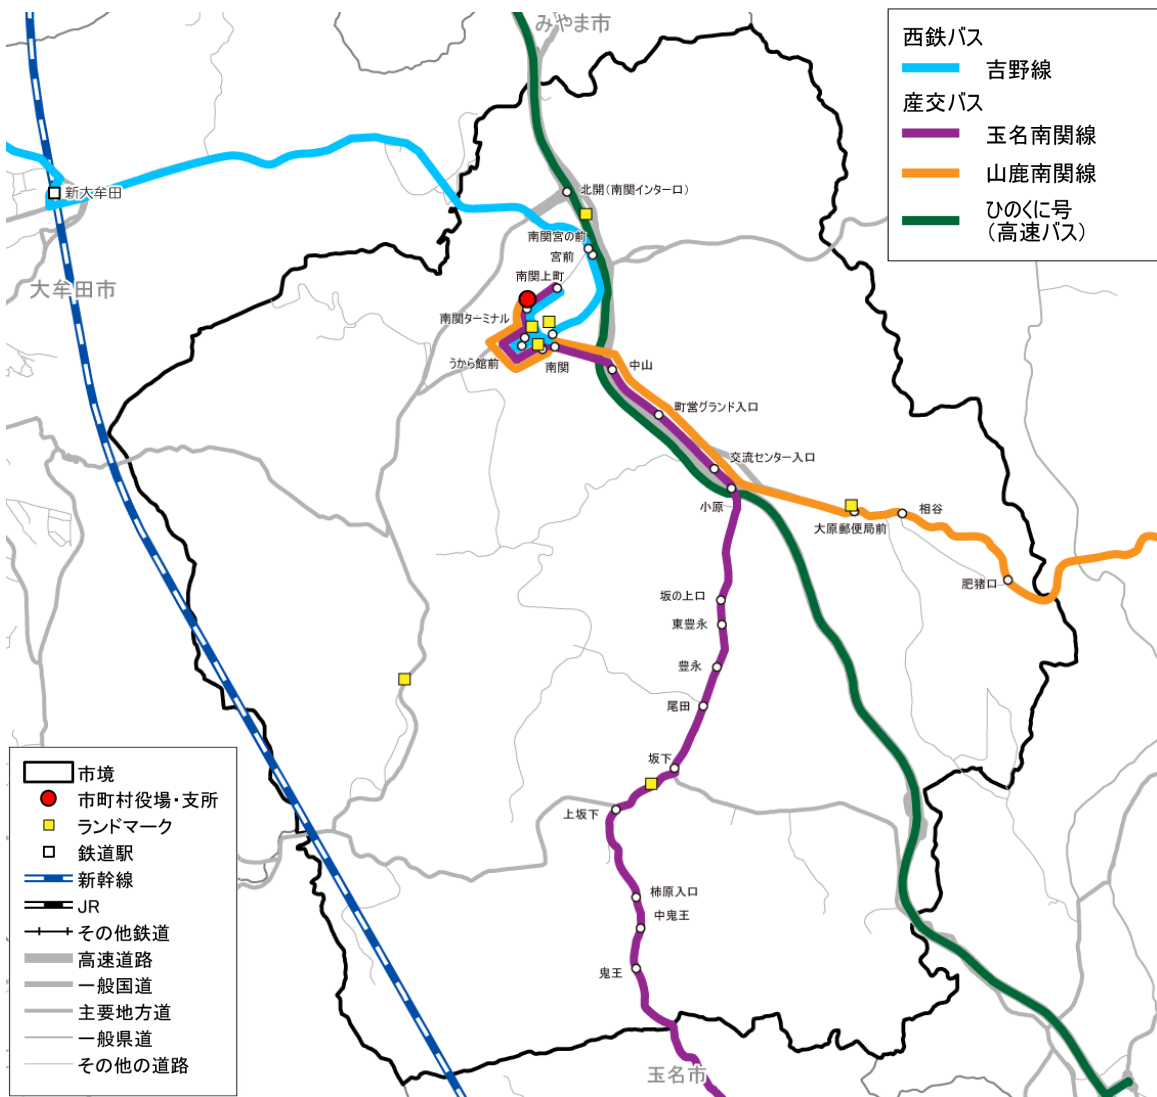 みやま市
西鉄バス
吉野線
産交バス
玉名南関線
山鹿南関線
ひのくに号
（高速バス）
新大牟田
北開（南関インター口）
南関宮の前
宮前
南関上町
大牟田市
南関ターミナル
うから館前
南関
中山
町営グランド入口
交流センター入口
小原
大原郵便局前
相谷
肥猪口
坂の上口
東豊永
豊永
尾田
坂下
上坂下
柿原入口
中鬼王
鬼王
玉名市
市境
市町村役場・支所
ランドマーク
鉄道駅
新幹線
JR
その他鉄道
高速道路
一般国道
主要地方道
一般県道
その他の道路